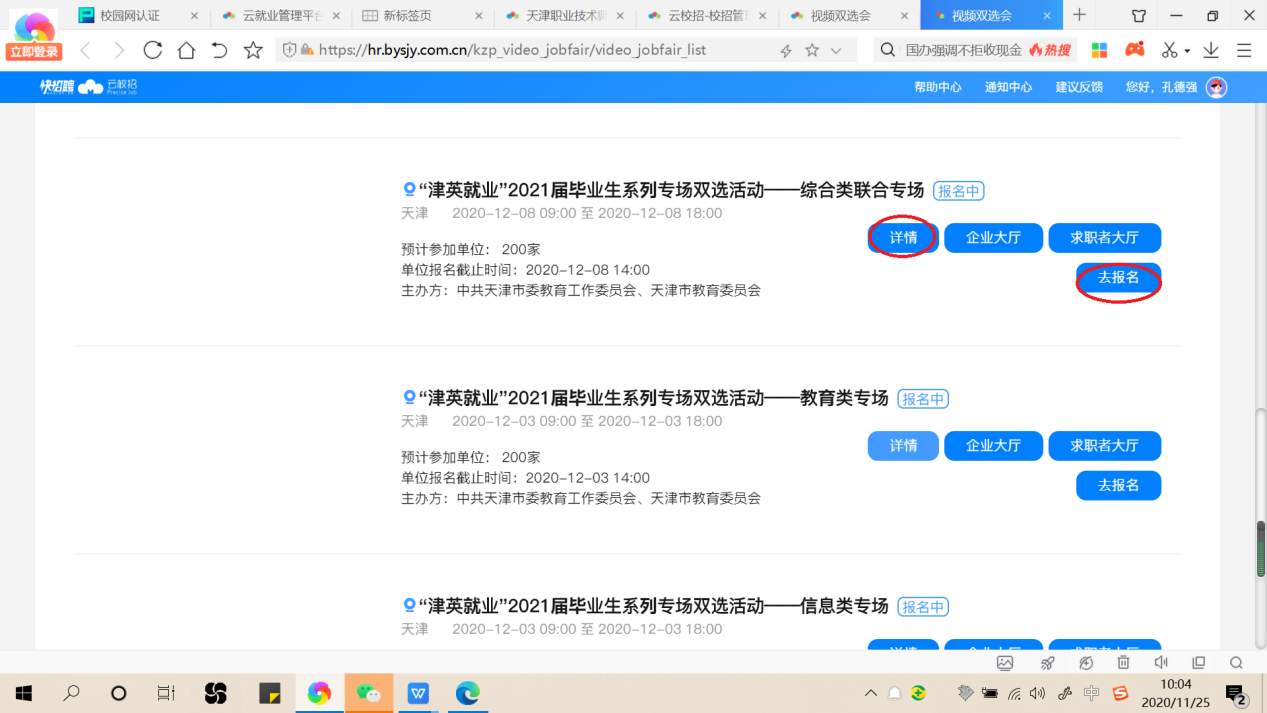 校园网认证
云就业管理平台
新标签页
天津职业技术师
云校招-校招管理
视频双选会
视频双选会
立即登录
https://hr.bysjy.com.cn/kzp_video_jobfair/video_jobfair_list
国办强调不拒收现金
热搜
快招聘
云校招
Precise Job
帮助中心
通知中心
建议反馈
您好，孔德强
“津英就业”2021届毕业生系列专场双选活动——综合类联合专场 报名中
天津 2020-12-08 09:00 至 2020-12-08 18:00
详情 企业大厅 求职者大厅
预计参加单位： 200家
单位报名截止时间：2020-12-08 14:00
去报名
主办方：中共天津市委教育工作委员会、天津市教育委员会
“津英就业”2021届毕业生系列专场双选活动——教育类专场 报名中
天津 2020-12-03 09:00 至 2020-12-03 18:00
详情 企业大厅 求职者大厅
预计参加单位： 200家
单位报名截止时间：2020-12-03 14:00
去报名
主办方：中共天津市委教育工作委员会、天津市教育委员会
“津英就业”2021届毕业生系列专场双选活动——信息类专场 报名中
天津 2020-12-03 09:00 至 2020-12-03 18:00
详情 企业大厅 求职者大厅
中
10:04
2020/11/25
2